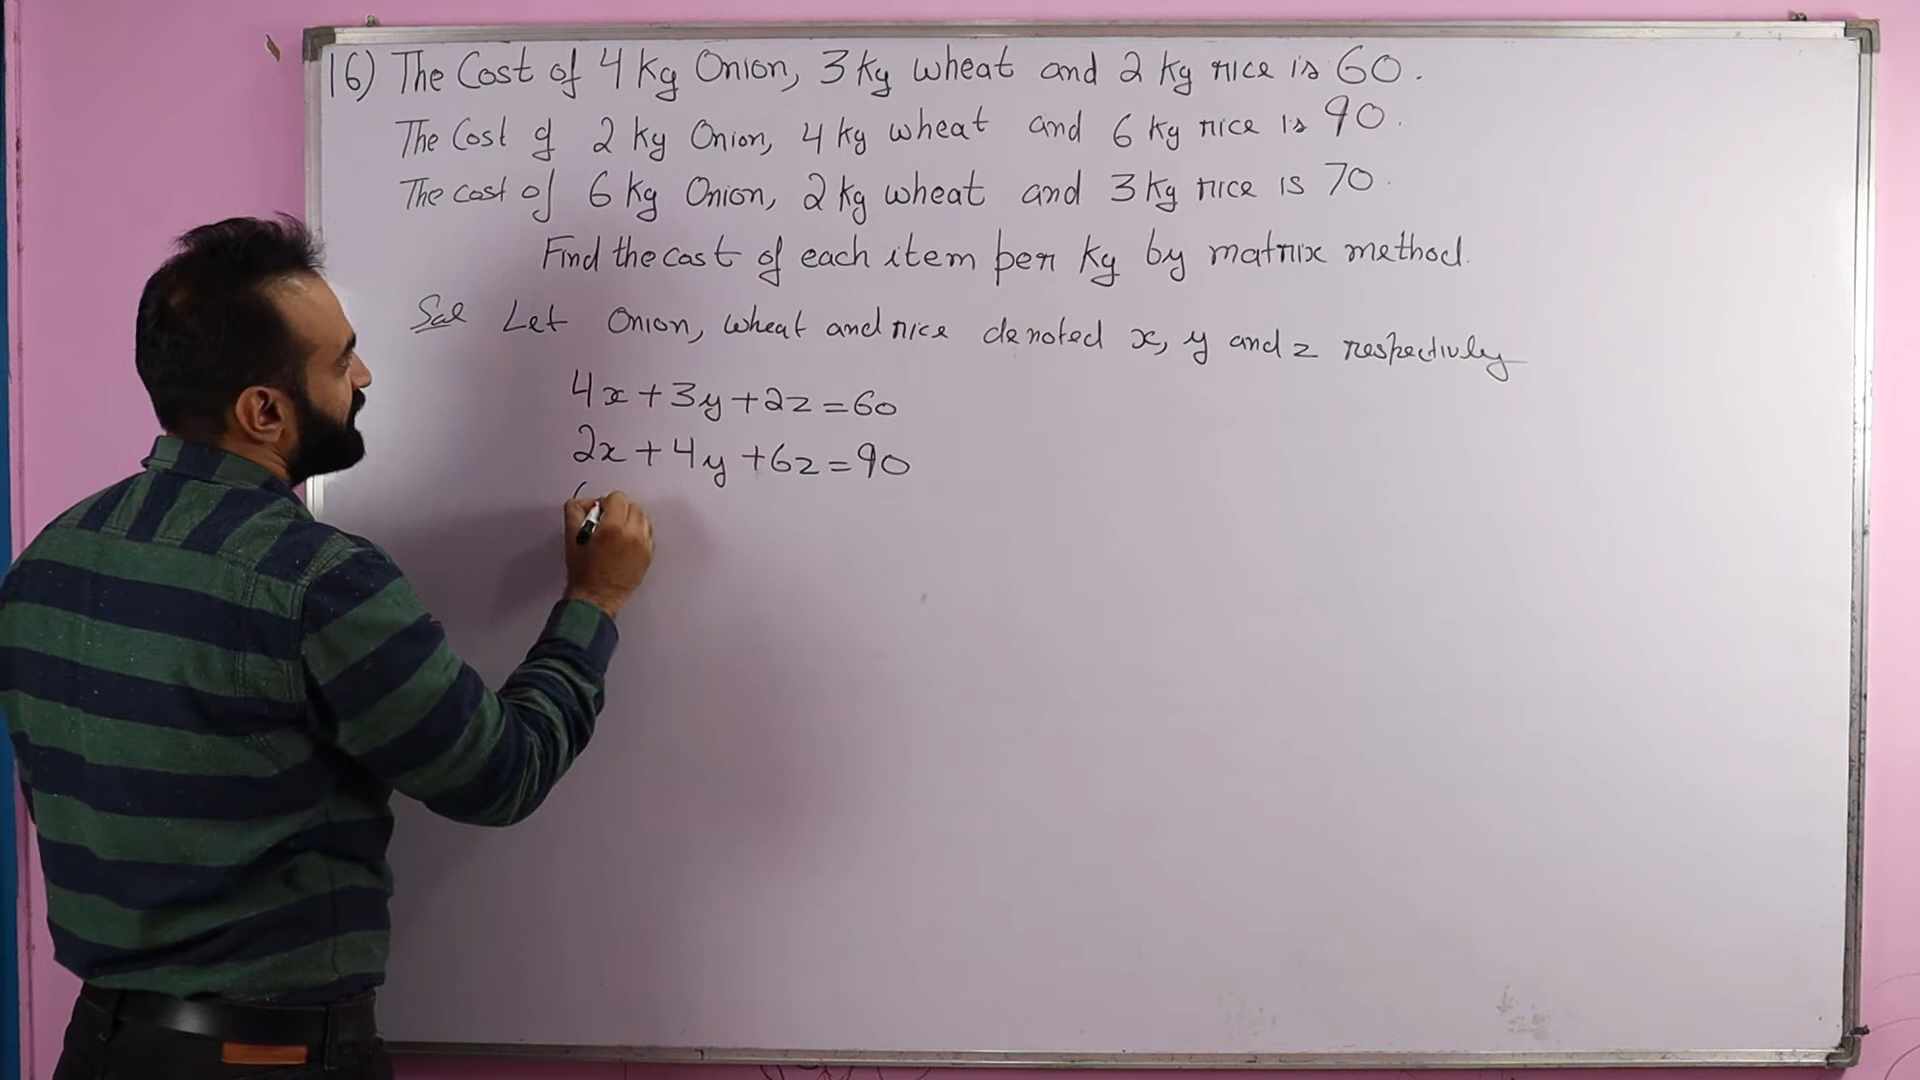 16) The Cost of 4 Kg Onion, 3 Kg wheat and 2 Kg rice is 60.
The Cost of 2 Kg Onion, 4 Kg wheat and 6 Kg rice is 90.
The cost of 6 Kg Onion, 2 Kg wheat and 3 Kg rice is 70.
Find the cost of each item per Kg by matrix method.
Sol Let Onion, wheat and rice denoted x, y and z respectivly
4x+3y+2z=60
2x+4y+6z=90
6